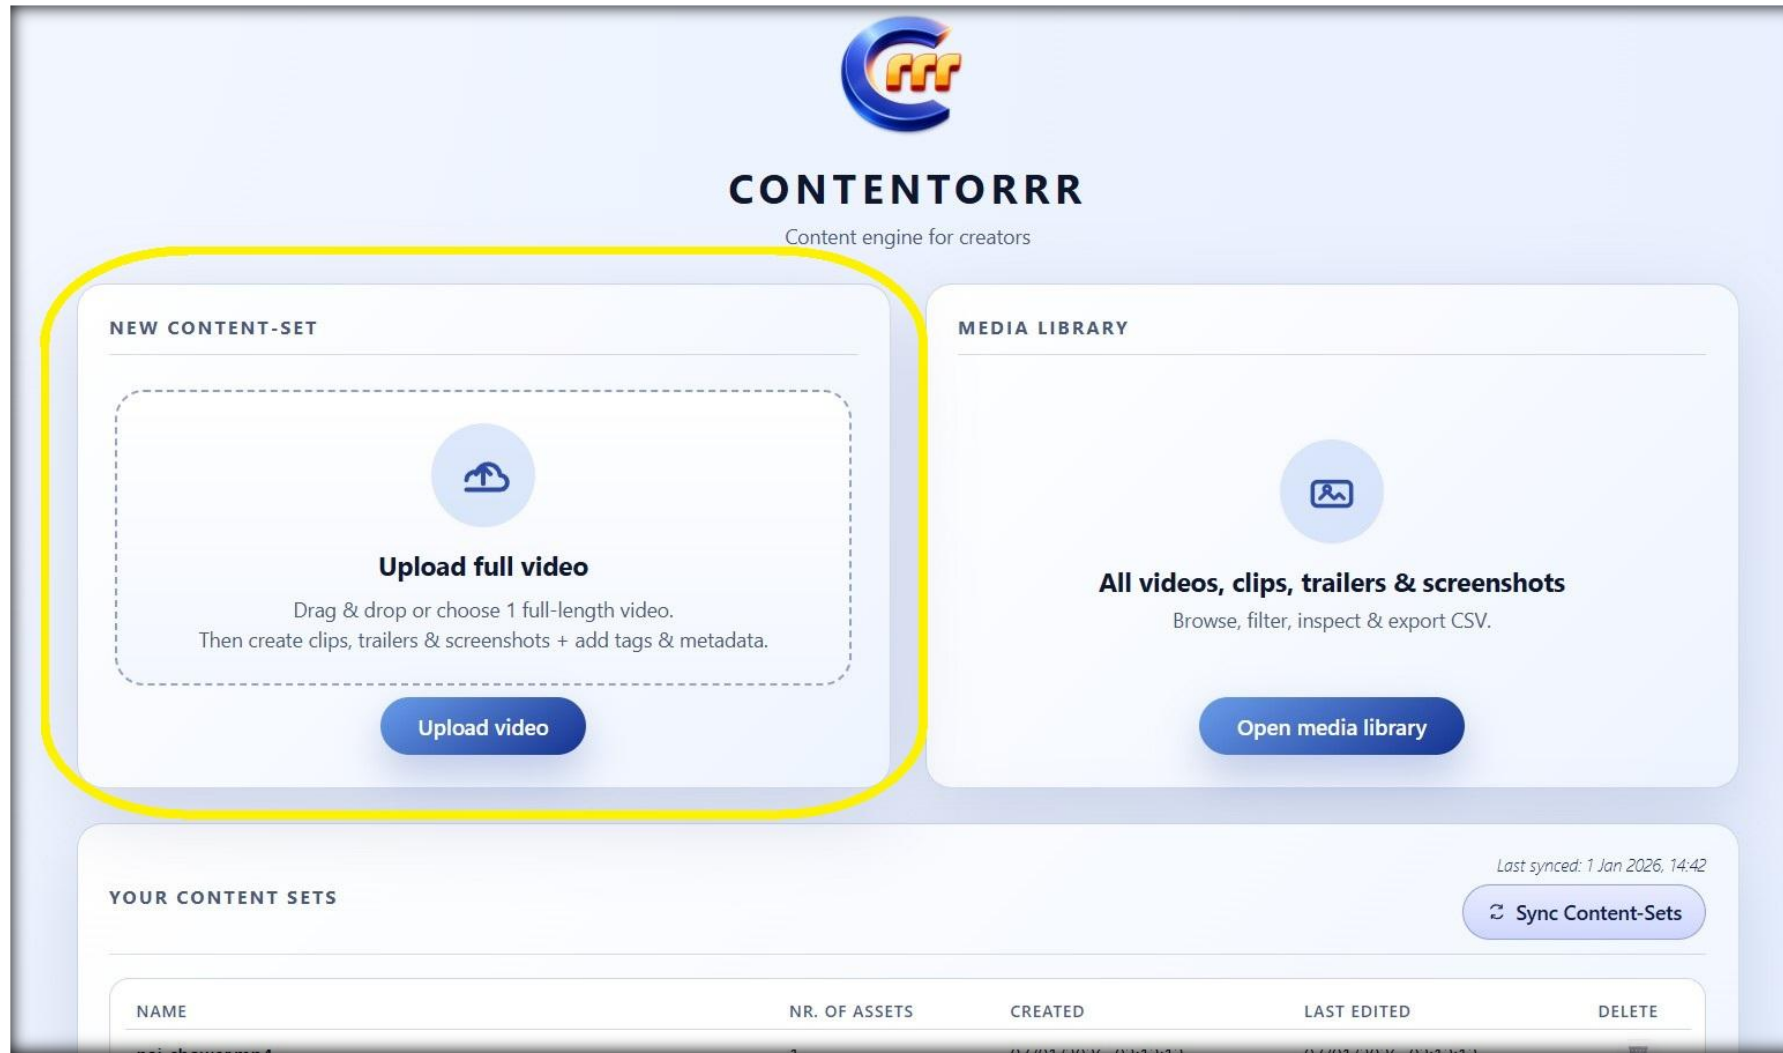 Crrr
CONTENTORRR
Content engine for creators
NEW CONTENT-SET
Upload full video
Drag & drop or choose 1 full-length video.
Then create clips, trailers & screenshots + add tags & metadata.
Upload video
MEDIA LIBRARY
All videos, clips, trailers & screenshots
Browse, filter, inspect & export CSV.
Open media library
Last synced: 1 Jan 2026, 14:42
YOUR CONTENT SETS
Sync Content-Sets
NAME NR. OF ASSETS CREATED LAST EDITED DELETE